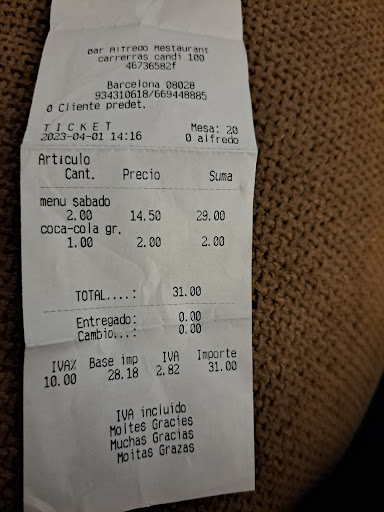 Bar Alfredo Restaurant
carrerras candi 100
46736582f
Barcelona 08028
934310618/669448885
0 Cliente predet.
T I C K E T Mesa: 20
2023-04-01 14:16 0 alfredo
Articulo
Cant. Precio Suma
menu sabado
2.00 14.50 29.00
coca-cola gr.
1.00 2.00 2.00
TOTAL....: 31.00
Entregado: 0.00
Cambio...: 0.00
IVA% Base imp IVA Importe
10.00 28.18 2.82 31.00
IVA incluido
Moltes Gracies
Muchas Gracias
Moitas Grazas